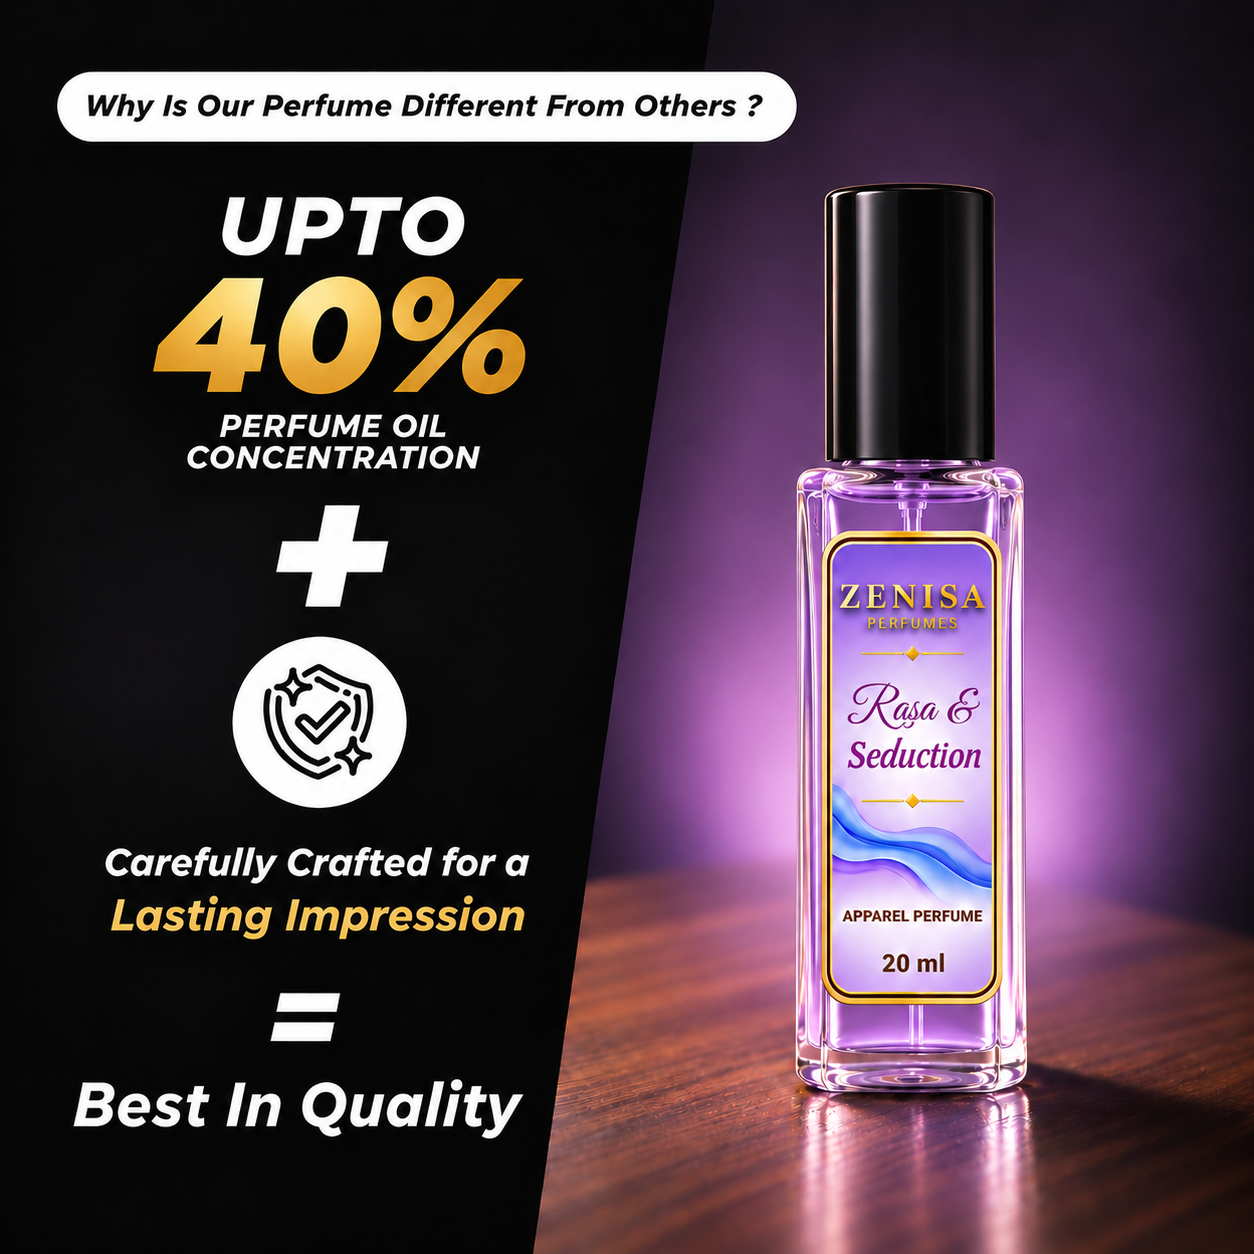 Why Is Our Perfume Different From Others ?
UPTO
40%
PERFUME OIL
CONCENTRATION
+
Carefully Crafted for a
Lasting Impression
=
Best In Quality
ZENISA
PERFUMES
Rasa &
Seduction
APPAREL PERFUME
20 ml